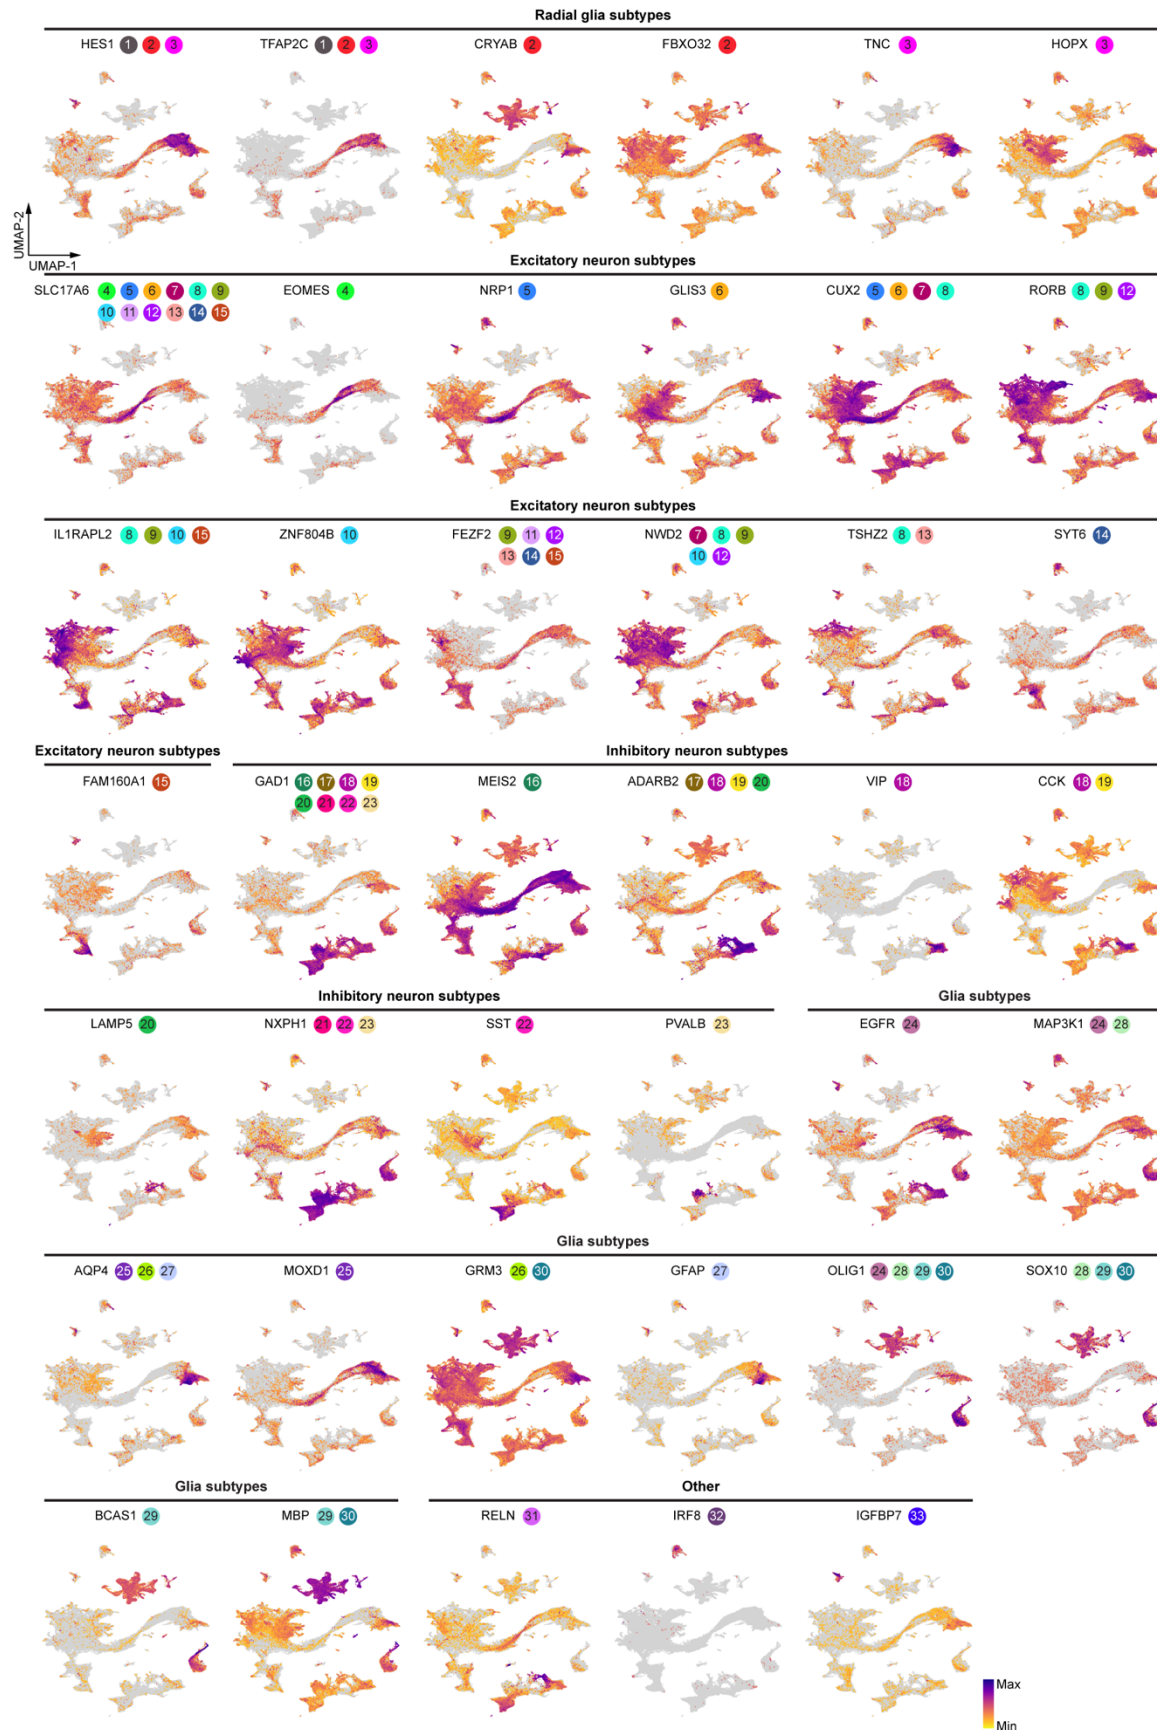 Radial glia subtypes
HES1 1 2 3 TFAP2C 1 2 3 CRYAB 2 FBXO32 2 TNC 3 HOPX 3
UMAP-2
UMAP-1
Excitatory neuron subtypes
SLC17A6 4 5 6 7 8 9 EOMES 4 NRP1 5 GLIS3 6 CUX2 5 6 7 8 RORB 8 9 12
10 11 12 13 14 15
Excitatory neuron subtypes
IL1RAPL2 8 9 10 15 ZNF804B 10 FEZF2 9 11 12 NWD2 7 8 9 TSHZ2 8 13 SYT6 14
13 14 15 10 12
Excitatory neuron subtypes Inhibitory neuron subtypes
FAM160A1 15 GAD1 16 17 18 19 MEIS2 16 ADARB2 17 18 19 20 VIP 18 CCK 18 19
20 21 22 23
Inhibitory neuron subtypes Glia subtypes
LAMP5 20 NXPH1 21 22 23 SST 22 PVALB 23 EGFR 24 MAP3K1 24 28
Glia subtypes
AQP4 25 26 27 MOXD1 25 GRM3 26 30 GFAP 27 OLIG1 24 28 29 30 SOX10 28 29 30
Glia subtypes Other
BCAS1 29 MBP 29 30 RELN 31 IRF8 32 IGFBP7 33
Max
Min